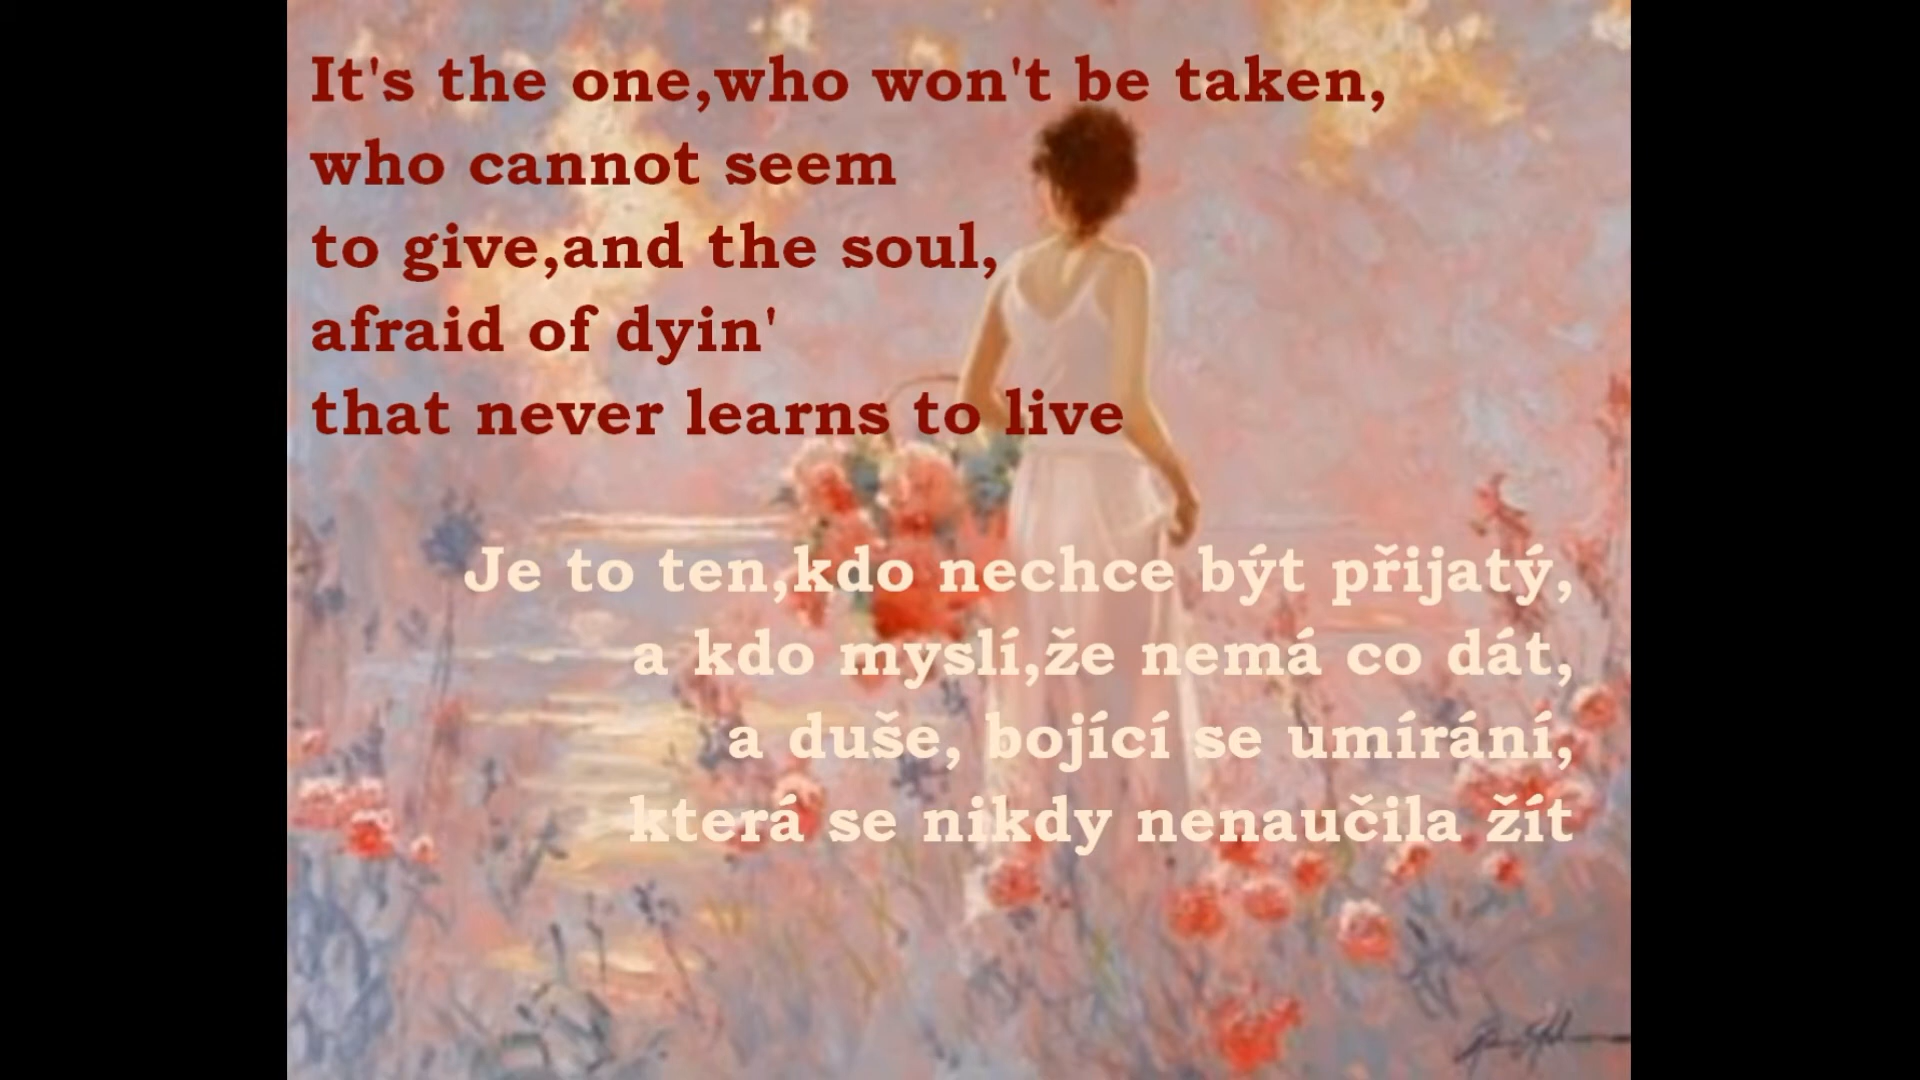 It's the one,who won't be taken,
who cannot seem
to give,and the soul,
afraid of dyin'
that never learns to live
Je to ten,kdo nechce být přijatý,
a kdo myslí,že nemá co dát,
a duše, bojící se umírání,
která se nikdy nenaučila žít